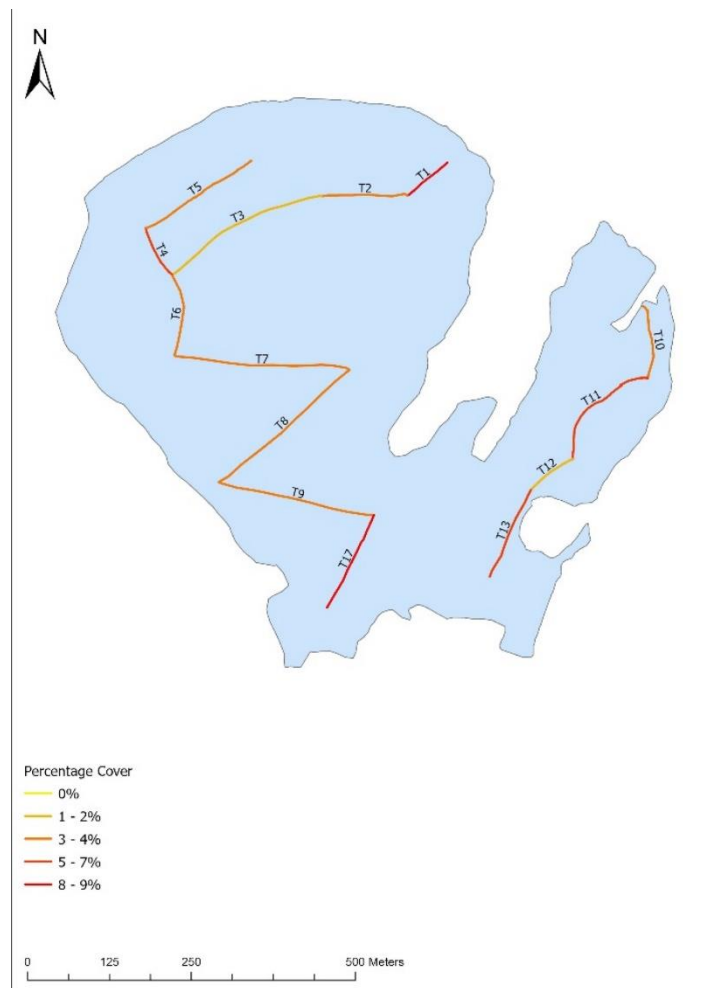 N
T1
T2
T3
T4
T5
T6
T7
T8
T9
T10
T11
T12
T13
T17
Percentage Cover
0%
1 - 2%
3 - 4%
5 - 7%
8 - 9%
0 125 250 500 Meters